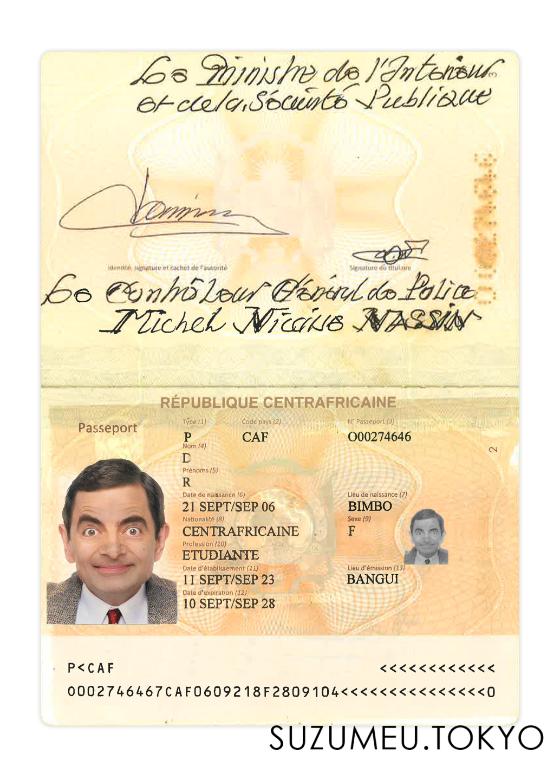 Le Ministre de l'Interieur
et de la Sécurité Publique
Identité, signature et cachet de l'autorité
Signature du titulaire
Le Contrôleur Général de Police
Michel Nicaise NASSIN
RÉPUBLIQUE CENTRAFRICAINE
Passeport
Type (1) Code pays (2) N° Passeport (3)
P CAF O00274646
Nom (4)
D
Prénoms (5)
R
Date de naissance (6) Lieu de naissance (7)
21 SEPT/SEP 06 BIMBO
Nationalité (8) Sexe (9)
CENTRAFRICAINE F
Profession (10)
ETUDIANTE
Date d'établissement (11) Lieu d'émission (13)
11 SEPT/SEP 23 BANGUI
Date d'expiration (12)
10 SEPT/SEP 28
2
P<CAF <<<<<<<<<<<<
O002746467CAF0609218F2809104<<<<<<<<<<<<<<0
SUZUMEU.TOKYO